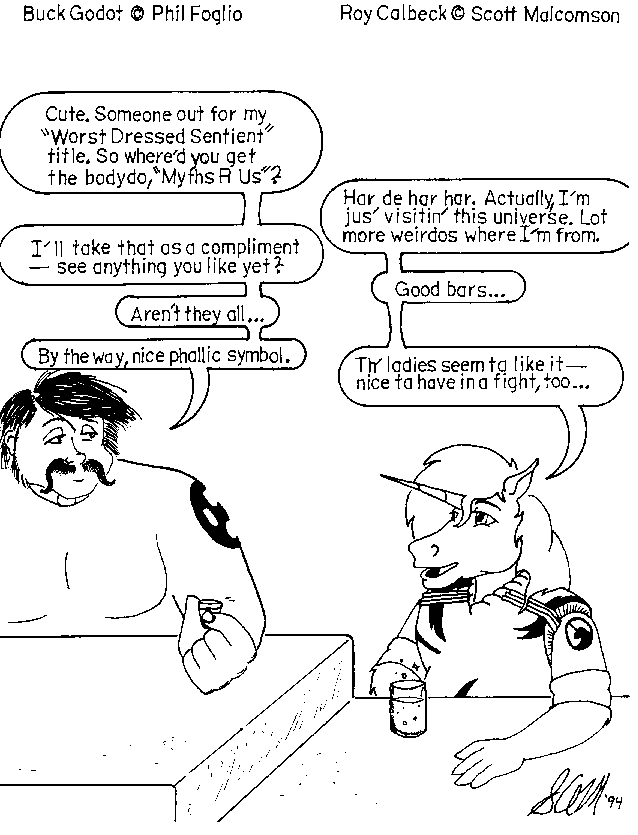 Buck Godot © Phil Foglio
Roy Calbeck © Scott Malcomson
Cute. Someone out for my
"Worst Dressed Sentient"
title. So where'd you get
the bodydo, "Myths R Us"?
Har de har har. Actually, I'm
jus' visitin' this universe. Lot
more weirdos where I'm from.
I'll take that as a compliment
— see anything you like yet?
Good bars...
Aren't they all...
By the way, nice phallic symbol.
Th' ladies seem to like it—
nice to have in a fight, too...
'94